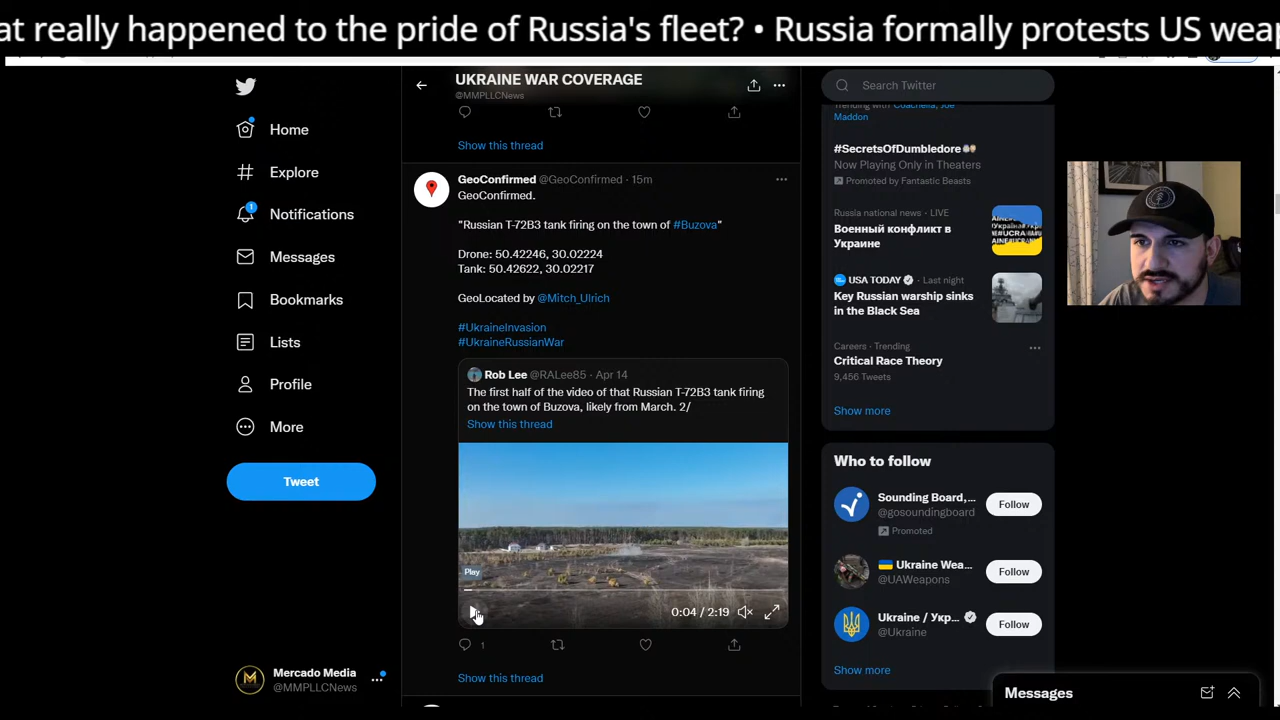 at really happened to the pride of Russia's fleet? • Russia formally protests US weap
UKRAINE WAR COVERAGE
@MMPLLCNews
Search Twitter
Home
Explore
Notifications
1
Messages
Bookmarks
Lists
Profile
More
Tweet
Mercado Media
@MMPLLCNews
Show this thread
GeoConfirmed @GeoConfirmed · 15m
GeoConfirmed.
"Russian T-72B3 tank firing on the town of #Buzova"
Drone: 50.42246, 30.02224
Tank: 50.42622, 30.02217
GeoLocated by @Mitch_Ulrich
#UkraineInvasion
#UkraineRussianWar
Rob Lee @RALee85 · Apr 14
The first half of the video of that Russian T-72B3 tank firing
on the town of Buzova, likely from March. 2/
Show this thread
Play
0:04 / 2:19
1
Show this thread
Trending with Coachella, Joe
Maddon
#SecretsOfDumbledore
Now Playing Only in Theaters
Promoted by Fantastic Beasts
Russia national news · LIVE
Военный конфликт в
Украине
USA TODAY · Last night
Key Russian warship sinks
in the Black Sea
Careers · Trending
Critical Race Theory
9,456 Tweets
Show more
Who to follow
Sounding Board,...
@gosoundingboard
Promoted
Follow
Ukraine Wea...
@UAWeapons
Follow
Ukraine / Укр...
@Ukraine
Follow
Show more
Messages